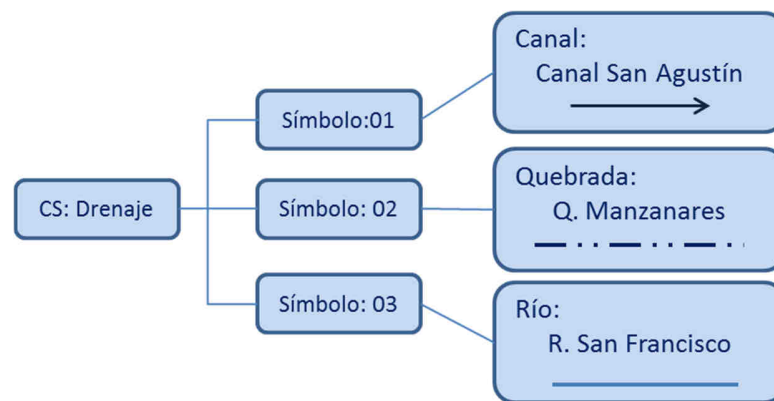 CS: Drenaje
Símbolo:01
Símbolo: 02
Símbolo: 03
Canal:
Canal San Agustín
Quebrada:
Q. Manzanares
Río:
R. San Francisco